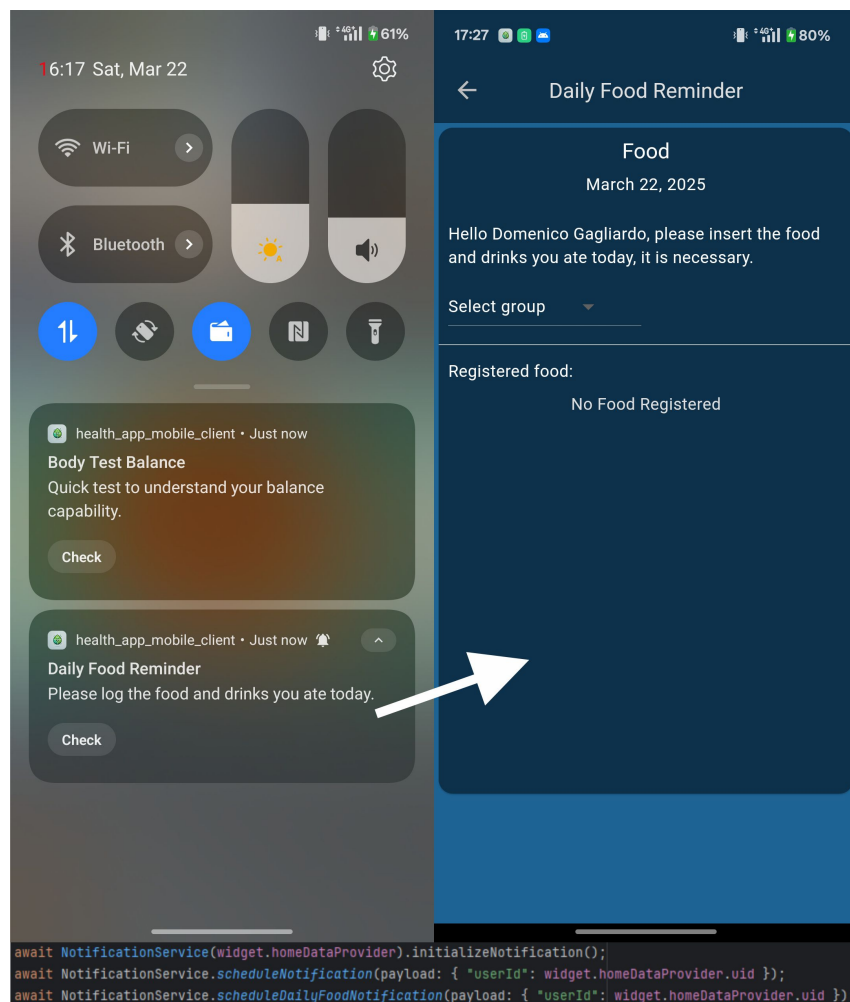 61%
16:17 Sat, Mar 22
Wi-Fi
Bluetooth
health_app_mobile_client • Just now
Body Test Balance
Quick test to understand your balance
capability.
Check
health_app_mobile_client • Just now
Daily Food Reminder
Please log the food and drinks you ate today.
Check
17:27
80%
Daily Food Reminder
Food
March 22, 2025
Hello Domenico Gagliardo, please insert the food
and drinks you ate today, it is necessary.
Select group
Registered food:
No Food Registered
await NotificationService(widget.homeDataProvider).initializeNotification();
await NotificationService.scheduleNotification(payload: { "userId": widget.homeDataProvider.uid });
await NotificationService.scheduleDailyFoodNotification(payload: { "userId": widget.homeDataProvider.uid })